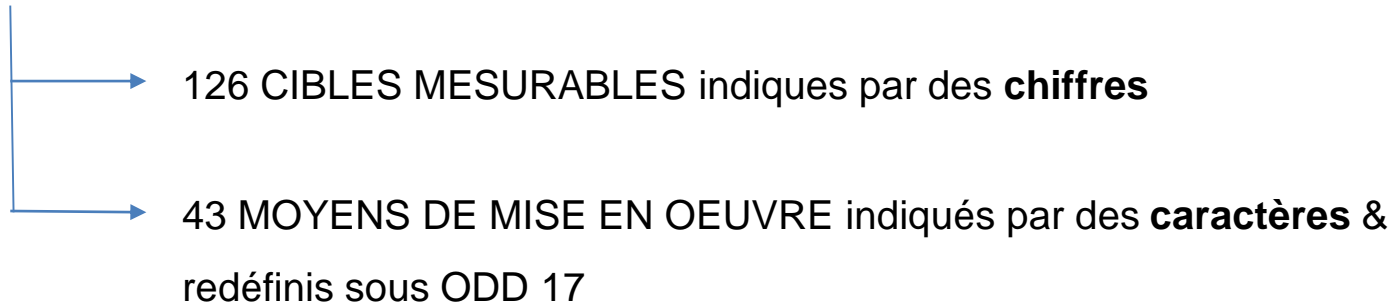 126 CIBLES MESURABLES indiques par des chiffres
43 MOYENS DE MISE EN OEUVRE indiqués par des caractères &
redéfinis sous ODD 17